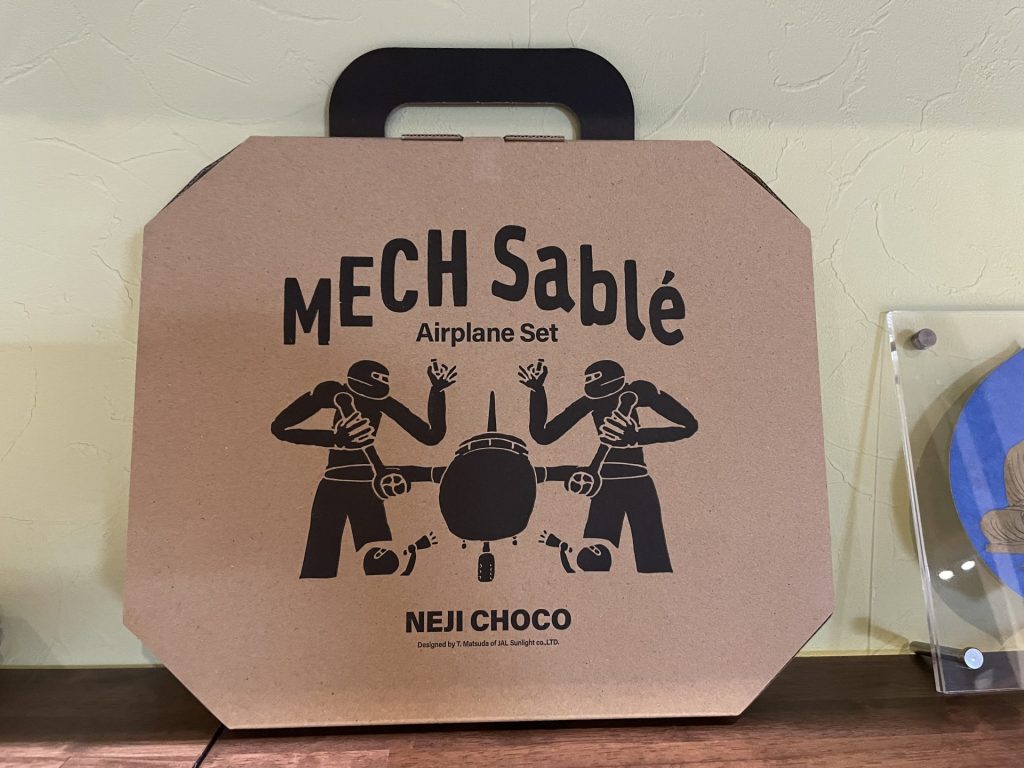 MECH Sablé
Airplane Set
NEJI CHOCO
Designed by T. Matsuda of JAL Sunlight co.,LTD.